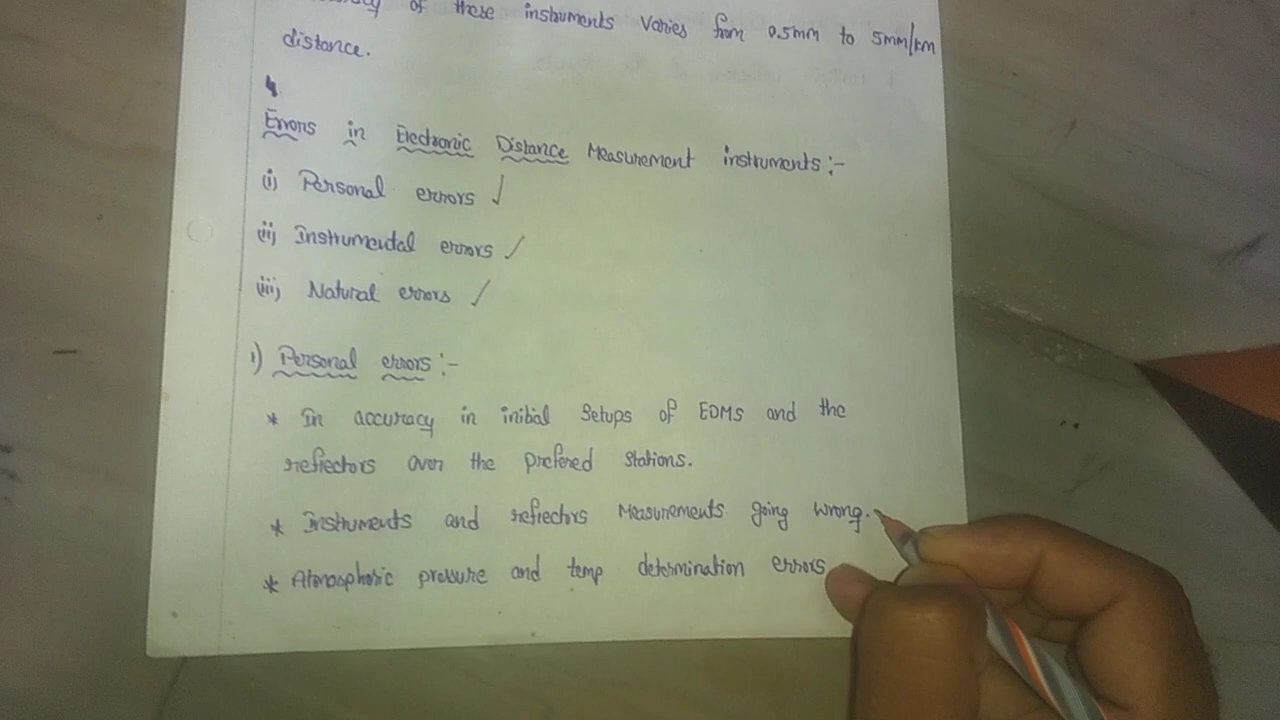 of these instruments varies from 0.5mm to 5mm/km
distance.
Errors in Electronic Distance Measurement instruments:-
(i) Personal errors ✓
(ii) Instrumental errors ✓
(iii) Natural errors ✓
1) Personal errors:-
* In accuracy in initial setups of EDMs and the
reflectors over the prefered stations.
* Instruments and reflectors Measurements going wrong.
* Atmospheric pressure and temp determination errors